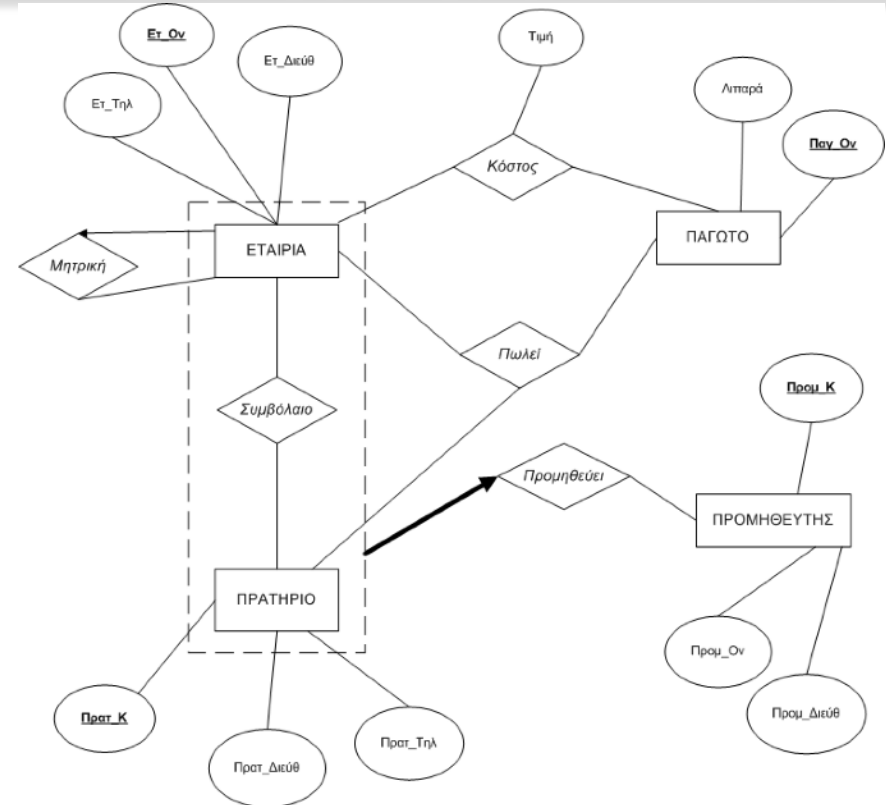 Ετ_Ον
Τιμή
Ετ_Διεύθ
Λιπαρά
Ετ_Τηλ
Παγ_Ον
Κόστος
ΕΤΑΙΡΙΑ
ΠΑΓΩΤΟ
Μητρική
Πωλεί
Προμ_Κ
Συμβόλαιο
Προμηθεύει
ΠΡΟΜΗΘΕΥΤΗΣ
ΠΡΑΤΗΡΙΟ
Προμ_Ον
Πρατ_Κ
Προμ_Διεύθ
Πρατ_Τηλ
Πρατ_Διεύθ